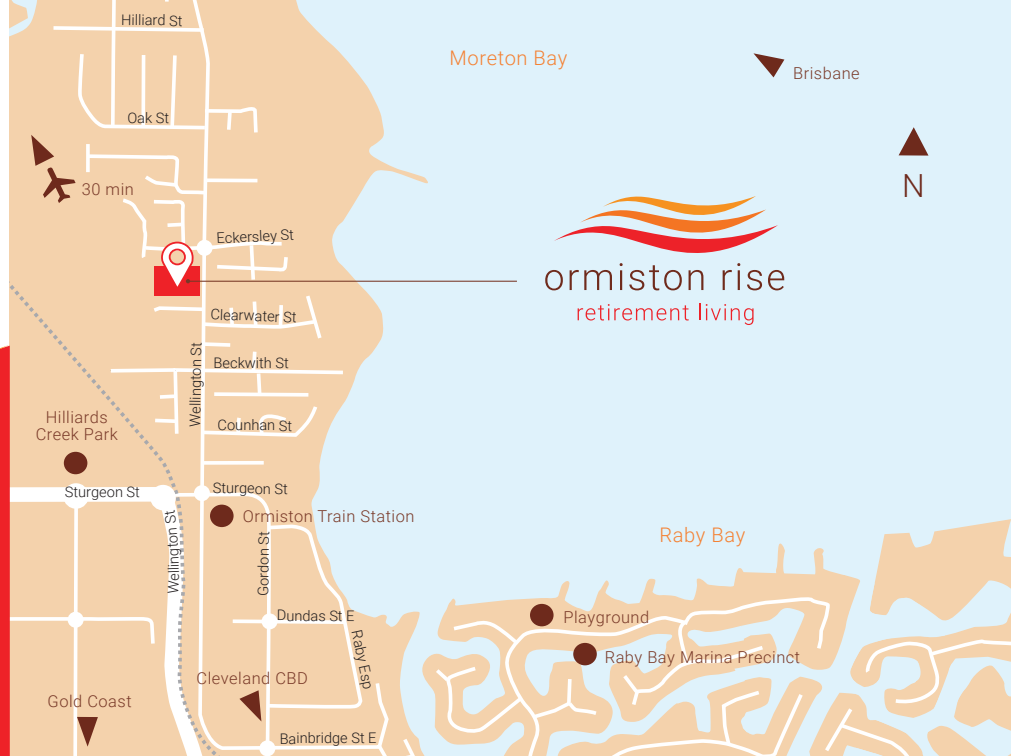 Hilliard St
Moreton Bay
Brisbane
Oak St
30 min
N
Eckersley St
ormiston rise
retirement living
Clearwater St
Wellington St
Beckwith St
Hilliards
Creek Park
Counhan St
Sturgeon St
Sturgeon St
Ormiston Train Station
Wellington St
Gordon St
Raby Bay
Dundas St E
Playground
Raby Esp
Raby Bay Marina Precinct
Cleveland CBD
Gold Coast
Bainbridge St E